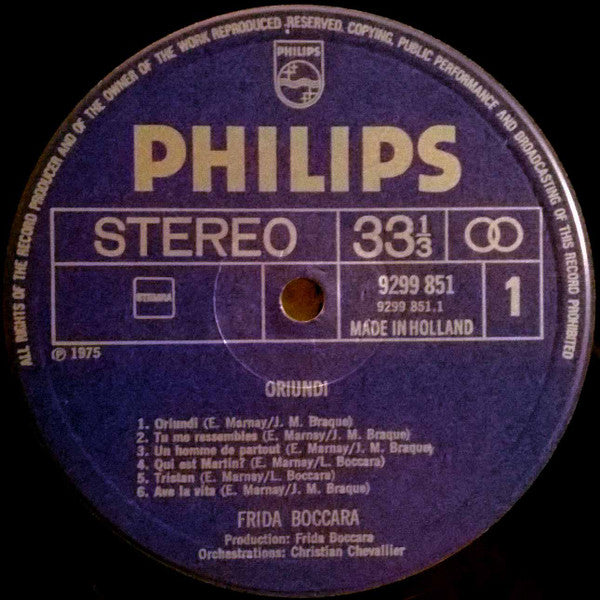 ALL RIGHTS OF THE RECORD PRODUCER AND OF THE OWNER OF THE WORK REPRODUCED RESERVED. COPYING, PUBLIC PERFORMANCE AND BROADCASTING OF THIS RECORD PROHIBITED
PHILIPS
PHILIPS
STEREO 33 1/3
STEMRA 9299 851 1
9299 851.1
MADE IN HOLLAND
℗ 1975
ORIUNDI
1. Oriundi (E. Marnay/J. M. Braque)
2. Tu me ressembles (E. Marnay/J. M. Braque)
3. Un homme de partout (E. Marnay/J. M. Braque)
4. Qui est Martin? (E. Marnay/L. Boccara)
5. Tristan (E. Marnay/L. Boccara)
6. Ave la vita (E. Marnay/J. M. Braque)
FRIDA BOCCARA
Production: Frida Boccara
Orchestrations: Christian Chevallier